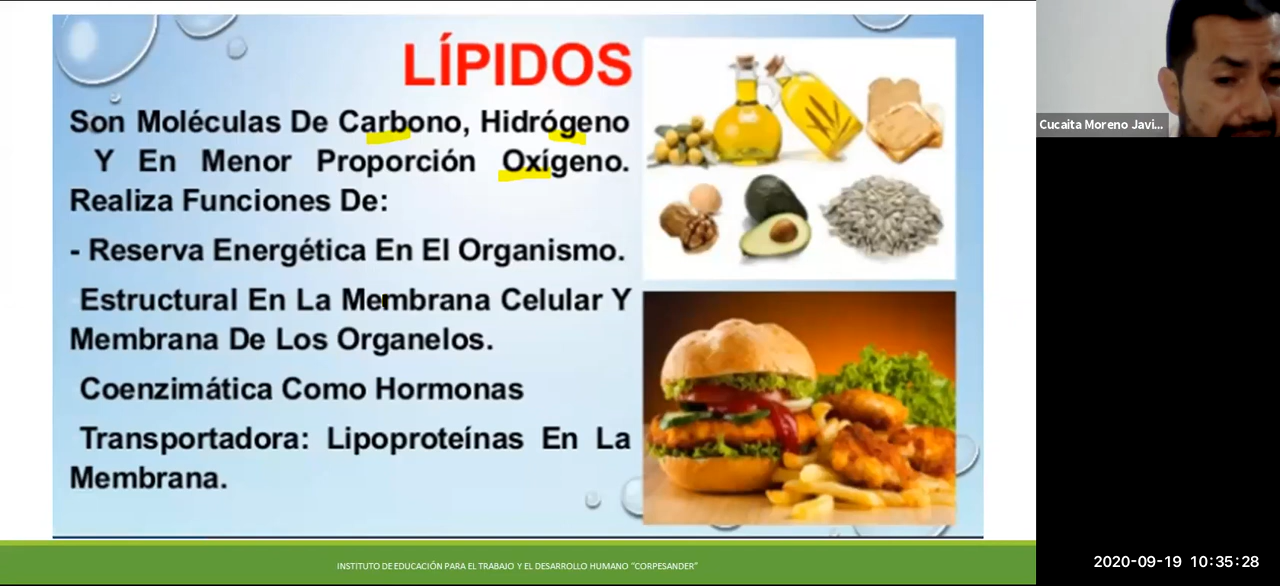 LÍPIDOS
Son Moléculas De Carbono, Hidrógeno
Y En Menor Proporción Oxígeno.
Realiza Funciones De:
- Reserva Energética En El Organismo.
Estructural En La Membrana Celular Y
Membrana De Los Organelos.
Coenzimática Como Hormonas
Transportadora: Lipoproteínas En La
Membrana.
INSTITUTO DE EDUCACIÓN PARA EL TRABAJO Y EL DESARROLLO HUMANO "CORPESANDER"
Cucaita Moreno Javi...
2020-09-19 10:35:28